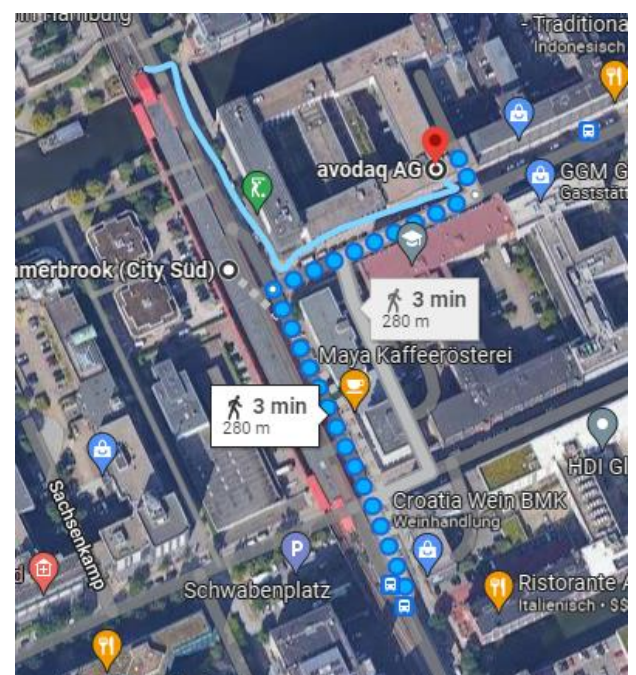 - Traditiona
Indonesisch
avodaq AG
GGM G
Gaststätt
mmerbrook (City Süd)
3 min
280 m
Maya Kaffeerösterei
3 min
280 m
HDI Gl
Croatia Wein BMK
Weinhandlung
Sachsenkamp
P
Schwabenplatz
Ristorante A
Italienisch • $$